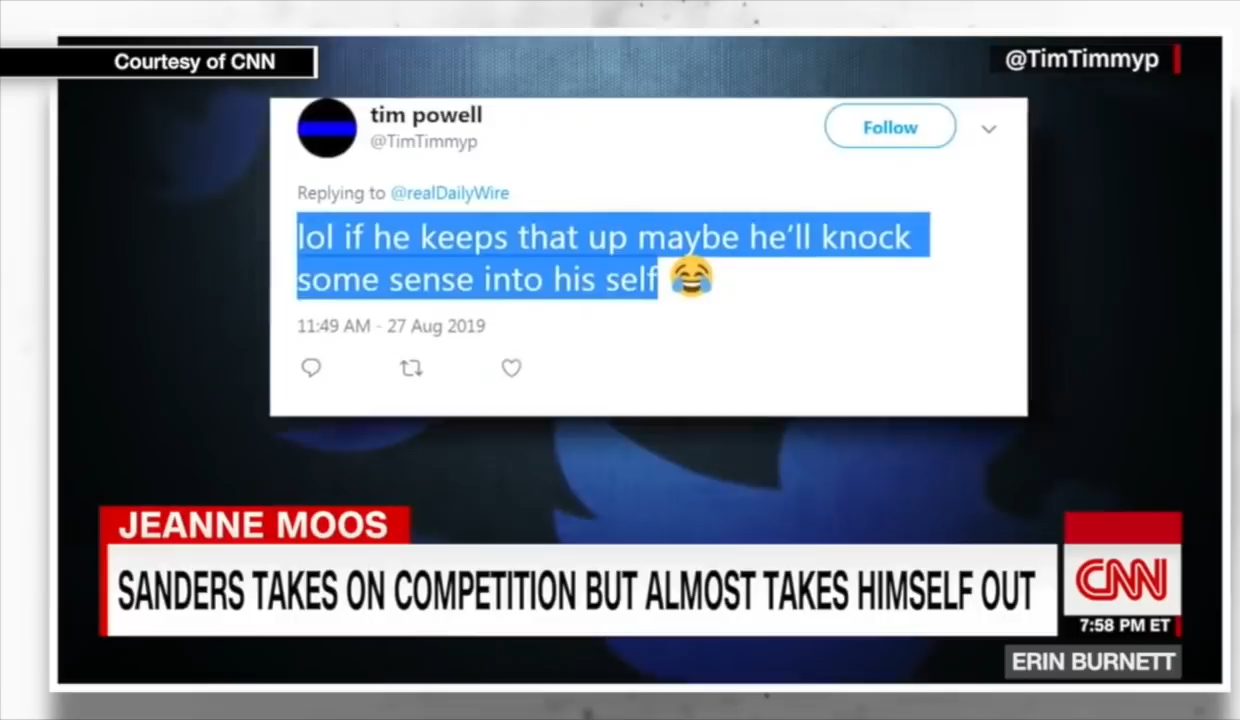 Courtesy of CNN
@TimTimmyp
tim powell
@TimTimmyp
Follow
Replying to @realDailyWire
lol if he keeps that up maybe he’ll knock
some sense into his self 😂
11:49 AM - 27 Aug 2019
JEANNE MOOS
SANDERS TAKES ON COMPETITION BUT ALMOST TAKES HIMSELF OUT
CNN
7:58 PM ET
ERIN BURNETT